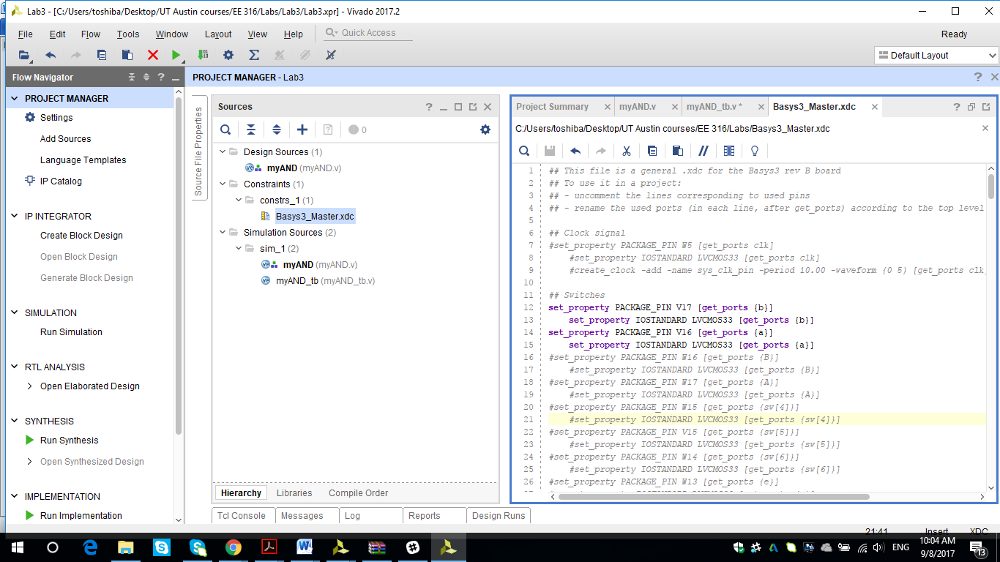 Lab3 - [C:/Users/toshiba/Desktop/UT Austin courses/EE 316/Labs/Lab3/Lab3.xpr] - Vivado 2017.2
File Edit Flow Tools Window Layout View Help Quick Access Ready
Default Layout
Flow Navigator
PROJECT MANAGER
Settings
Add Sources
Language Templates
IP Catalog
IP INTEGRATOR
Create Block Design
Open Block Design
Generate Block Design
SIMULATION
Run Simulation
RTL ANALYSIS
Open Elaborated Design
SYNTHESIS
Run Synthesis
Open Synthesized Design
IMPLEMENTATION
Run Implementation
PROJECT MANAGER - Lab3
Source File Properties
Sources
0
Design Sources (1)
myAND (myAND.v)
Constraints (1)
constrs_1 (1)
Basys3_Master.xdc
Simulation Sources (2)
sim_1 (2)
myAND (myAND.v)
myAND_tb (myAND_tb.v)
Hierarchy Libraries Compile Order
Tcl Console Messages Log Reports Design Runs
Project Summary myAND.v myAND_tb.v * Basys3_Master.xdc
C:/Users/toshiba/Desktop/UT Austin courses/EE 316/Labs/Basys3_Master.xdc
1 ## This file is a general .xdc for the Basys3 rev B board
2 ## To use it in a project:
3 ## - uncomment the lines corresponding to used pins
4 ## - rename the used ports (in each line, after get_ports) according to the top level
5
6 ## Clock signal
7 #set_property PACKAGE_PIN W5 [get_ports clk]
8 #set_property IOSTANDARD LVCMOS33 [get_ports clk]
9 #create_clock -add -name sys_clk_pin -period 10.00 -waveform {0 5} [get_ports clk]
10
11 ## Switches
12 set_property PACKAGE_PIN V17 [get_ports {b}]
13 set_property IOSTANDARD LVCMOS33 [get_ports {b}]
14 set_property PACKAGE_PIN V16 [get_ports {a}]
15 set_property IOSTANDARD LVCMOS33 [get_ports {a}]
16 #set_property PACKAGE_PIN W16 [get_ports {B}]
17 #set_property IOSTANDARD LVCMOS33 [get_ports {B}]
18 #set_property PACKAGE_PIN W17 [get_ports {A}]
19 #set_property IOSTANDARD LVCMOS33 [get_ports {A}]
20 #set_property PACKAGE_PIN W15 [get_ports {sw[4]}]
21 #set_property IOSTANDARD LVCMOS33 [get_ports {sw[4]}]
22 #set_property PACKAGE_PIN V15 [get_ports {sw[5]}]
23 #set_property IOSTANDARD LVCMOS33 [get_ports {sw[5]}]
24 #set_property PACKAGE_PIN W14 [get_ports {sw[6]}]
25 #set_property IOSTANDARD LVCMOS33 [get_ports {sw[6]}]
26 #set_property PACKAGE_PIN W13 [get_ports {e}]
21:41 Insert XDC
ENG
10:04 AM
9/8/2017
13